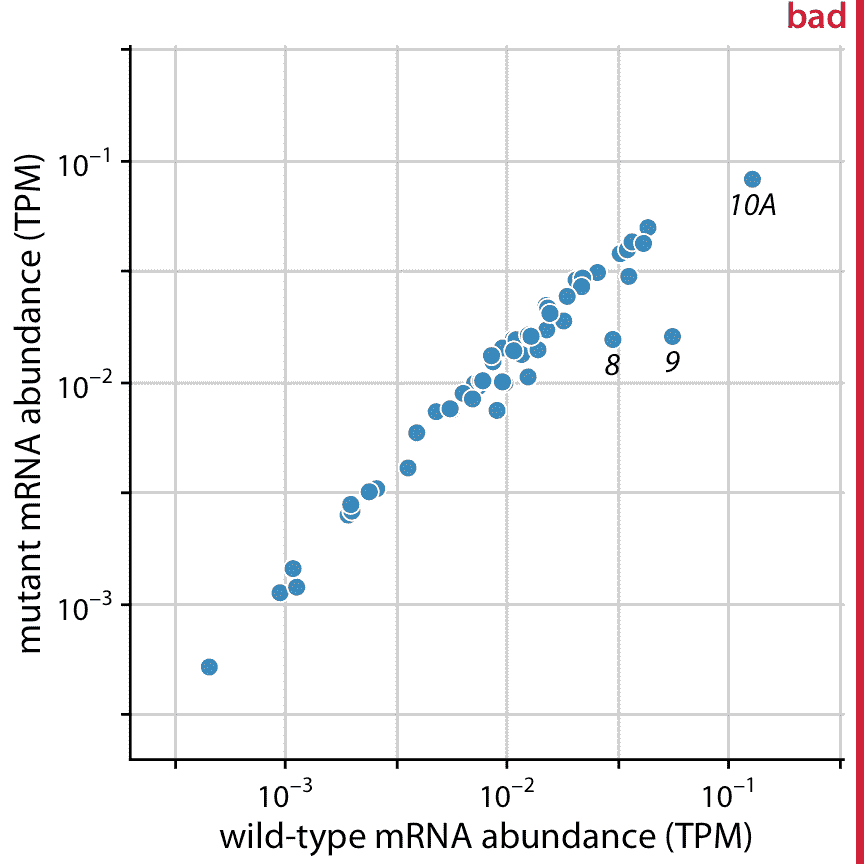 bad
mutant mRNA abundance (TPM)
10⁻¹
10⁻²
10⁻³
10A
8
9
10⁻³
10⁻²
10⁻¹
wild-type mRNA abundance (TPM)